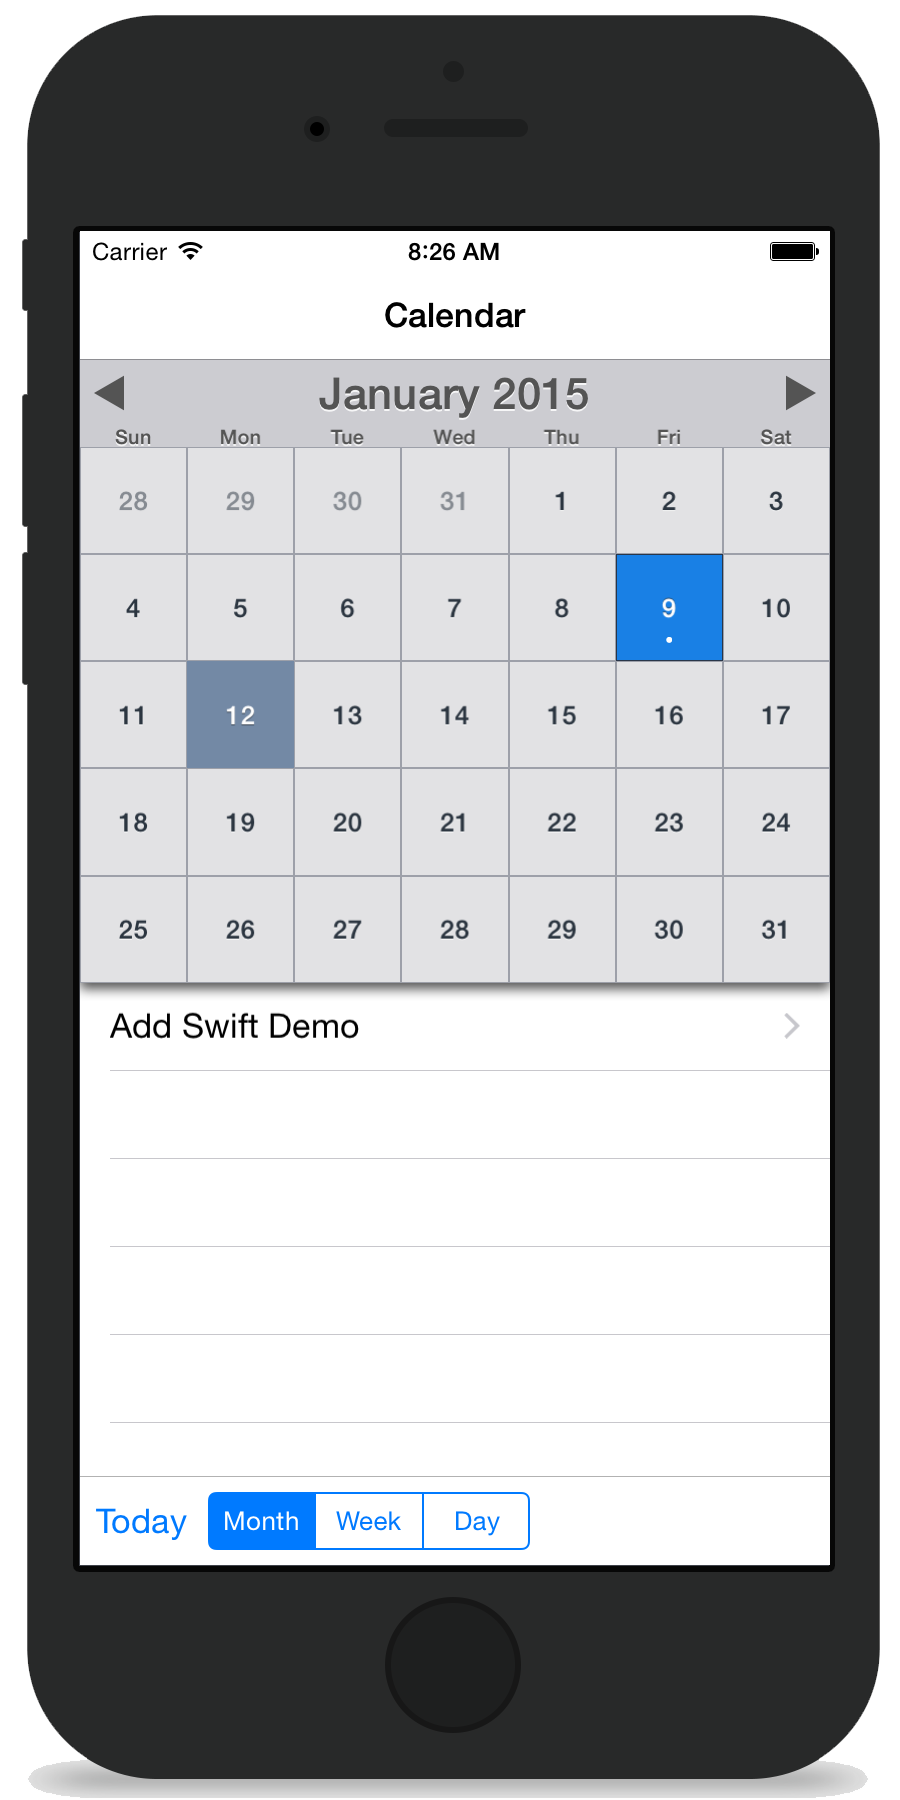 Carrier 8:26 AM
Calendar
January 2015
Sun Mon Tue Wed Thu Fri Sat
28 29 30 31 1 2 3
4 5 6 7 8 9 10
11 12 13 14 15 16 17
18 19 20 21 22 23 24
25 26 27 28 29 30 31
Add Swift Demo
Today Month Week Day